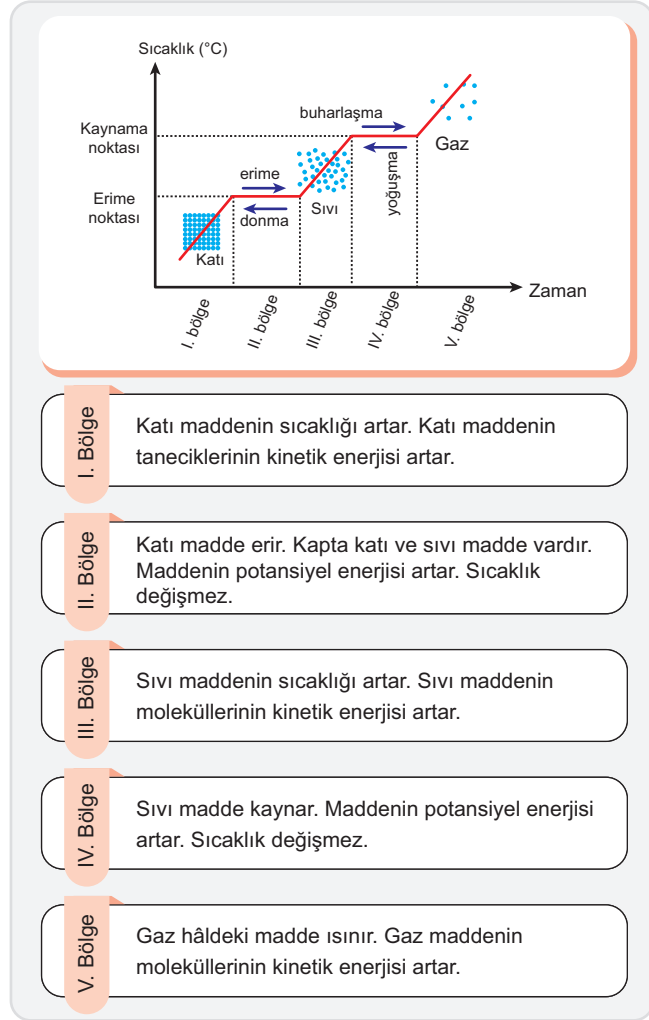 Sıcaklık (°C)
Kaynama
noktası
Erime
noktası
buharlaşma
yoğuşma
Gaz
erime
donma
Sıvı
Katı
Zaman
I. bölge
II. bölge
III. bölge
IV. bölge
V. bölge
I. Bölge
Katı maddenin sıcaklığı artar. Katı maddenin
taneciklerinin kinetik enerjisi artar.
II. Bölge
Katı madde erir. Kapta katı ve sıvı madde vardır.
Maddenin potansiyel enerjisi artar. Sıcaklık
değişmez.
III. Bölge
Sıvı maddenin sıcaklığı artar. Sıvı maddenin
moleküllerinin kinetik enerjisi artar.
IV. Bölge
Sıvı madde kaynar. Maddenin potansiyel enerjisi
artar. Sıcaklık değişmez.
V. Bölge
Gaz hâldeki madde ısınır. Gaz maddenin
moleküllerinin kinetik enerjisi artar.